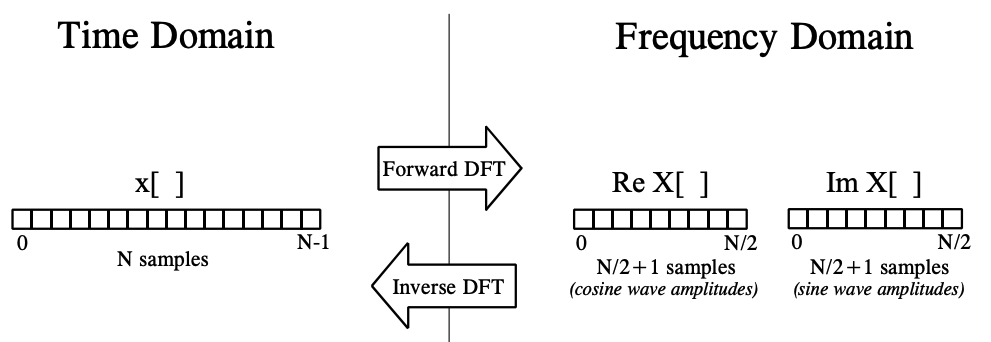 Time Domain
Frequency Domain
Forward DFT
x[ ]
Re X[ ]
Im X[ ]
0
N-1
0
N/2
0
N/2
N samples
N/2+1 samples
N/2+1 samples
Inverse DFT
(cosine wave amplitudes)
(sine wave amplitudes)